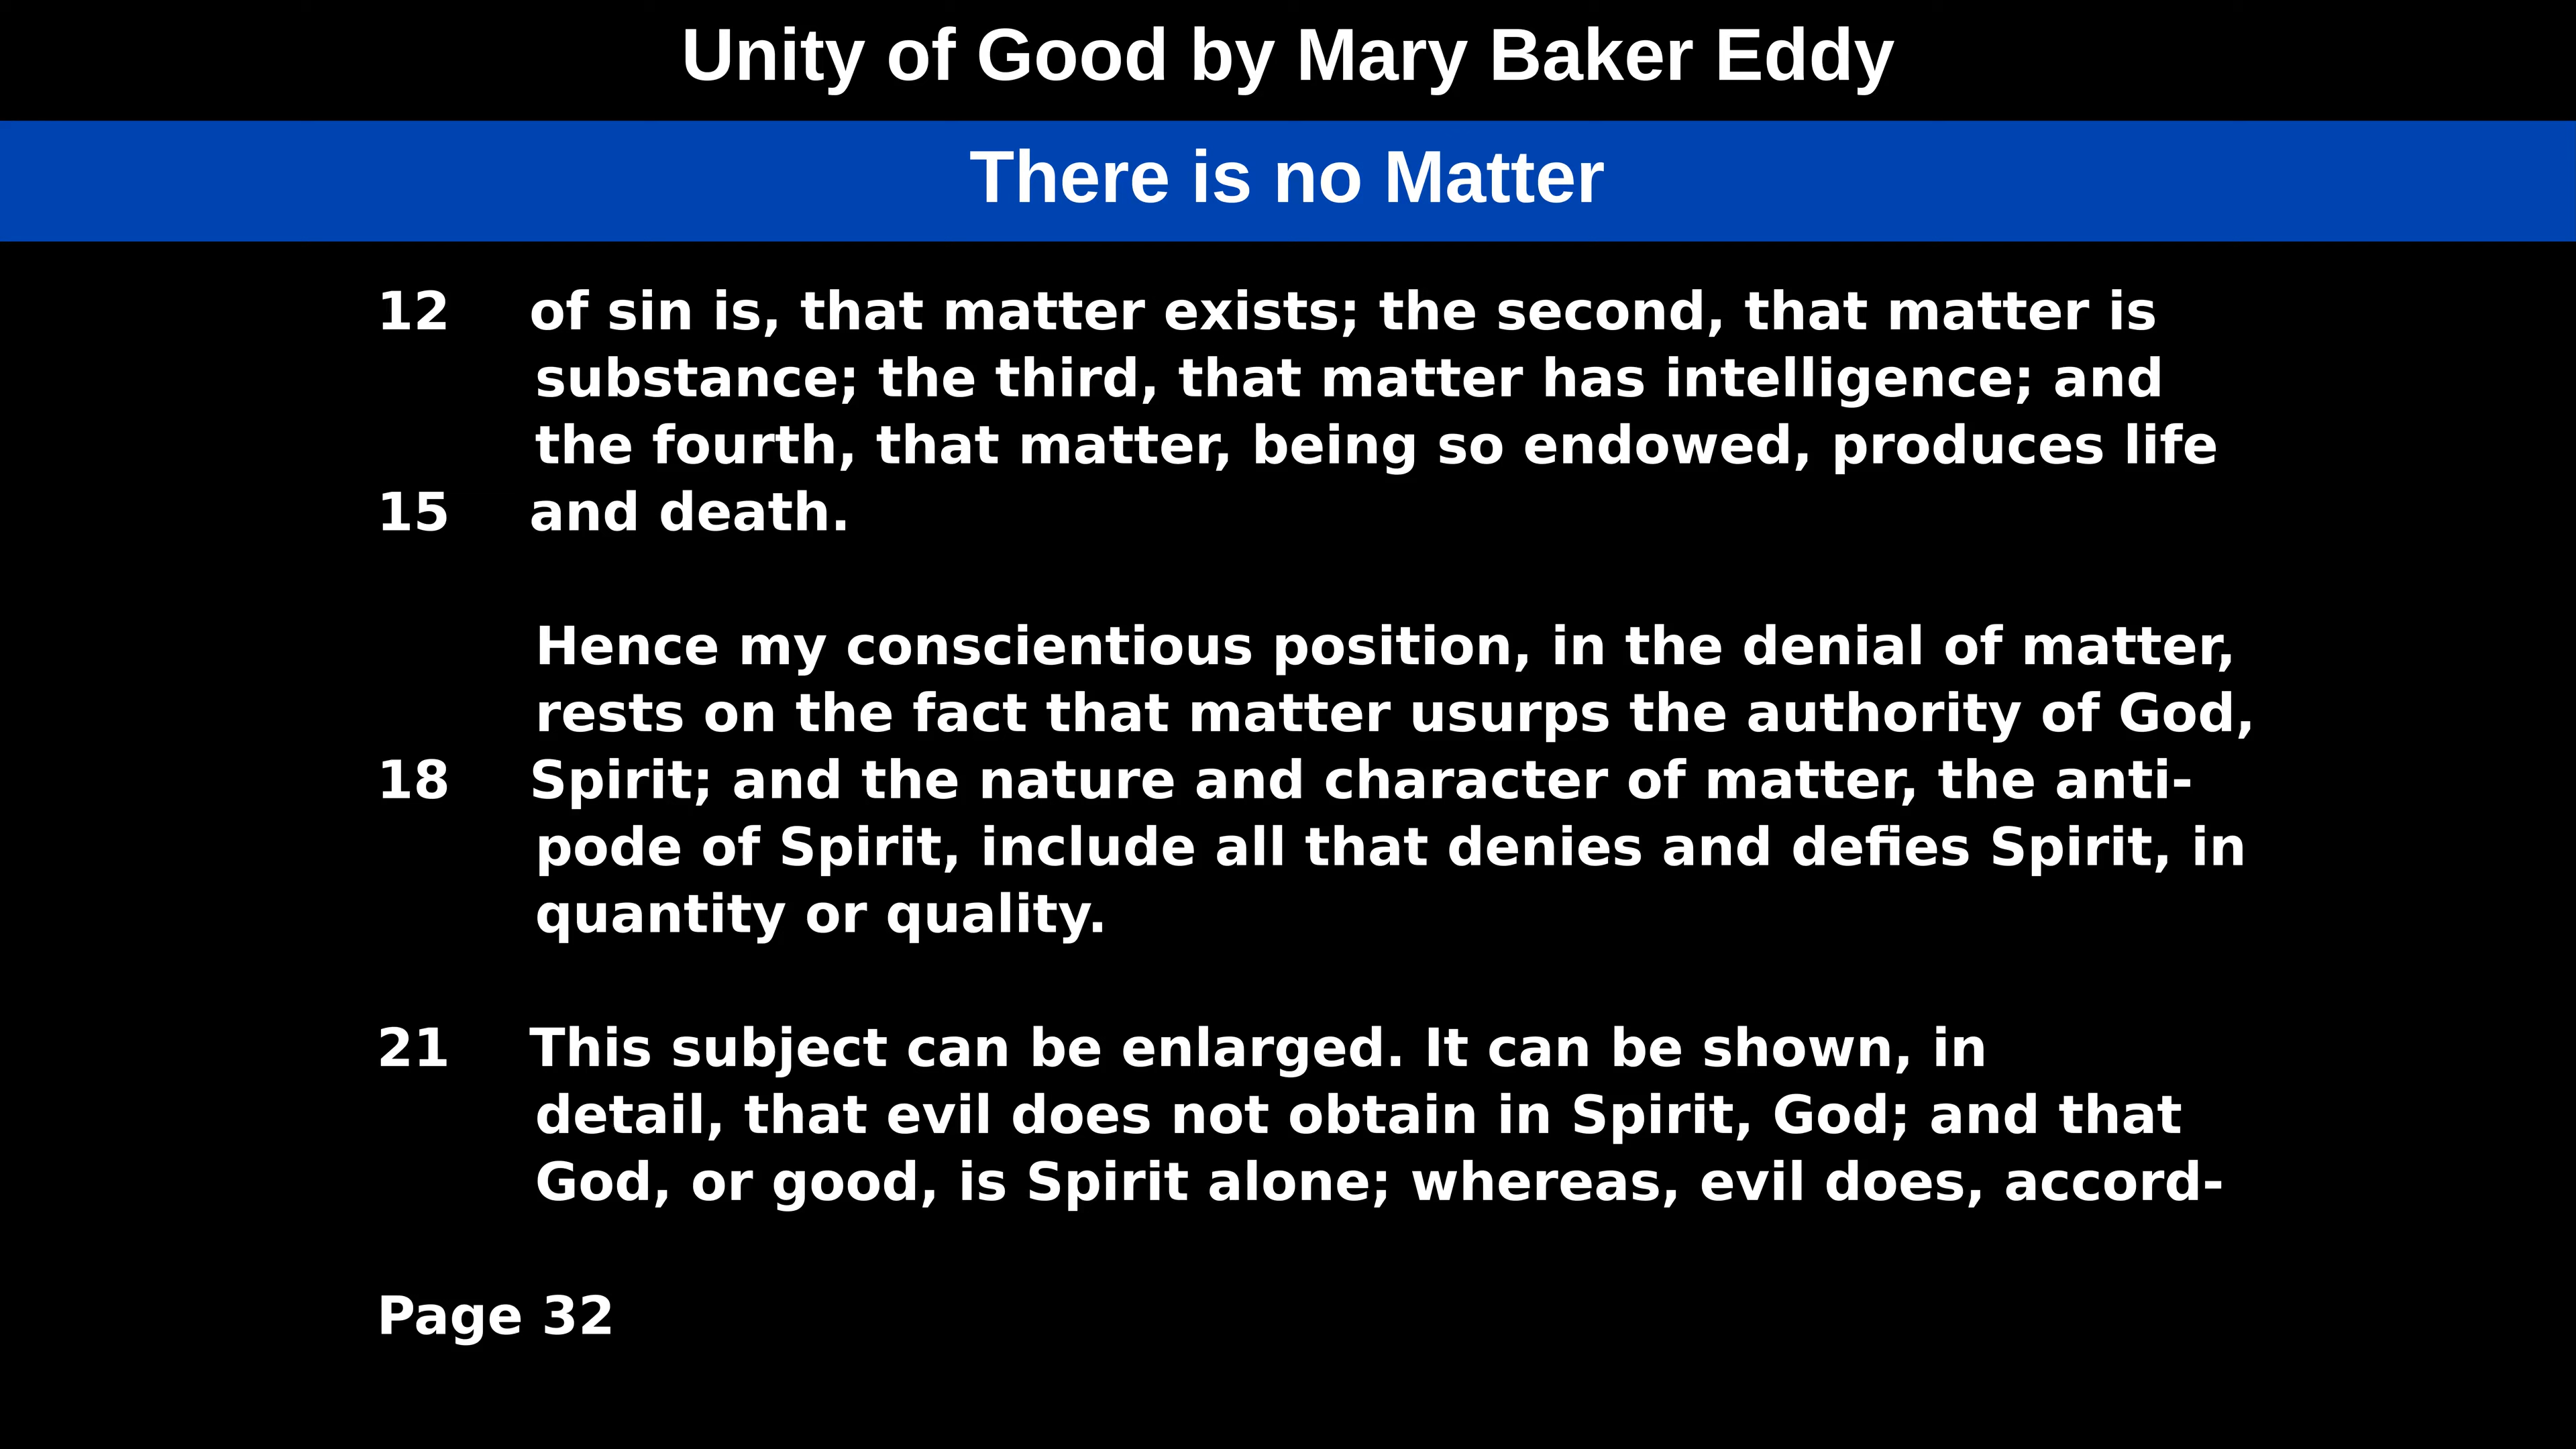 Unity of Good by Mary Baker Eddy
There is no Matter
12 of sin is, that matter exists; the second, that matter is
substance; the third, that matter has intelligence; and
the fourth, that matter, being so endowed, produces life
15 and death.
Hence my conscientious position, in the denial of matter,
rests on the fact that matter usurps the authority of God,
18 Spirit; and the nature and character of matter, the anti-
pode of Spirit, include all that denies and defies Spirit, in
quantity or quality.
21 This subject can be enlarged. It can be shown, in
detail, that evil does not obtain in Spirit, God; and that
God, or good, is Spirit alone; whereas, evil does, accord-
Page 32